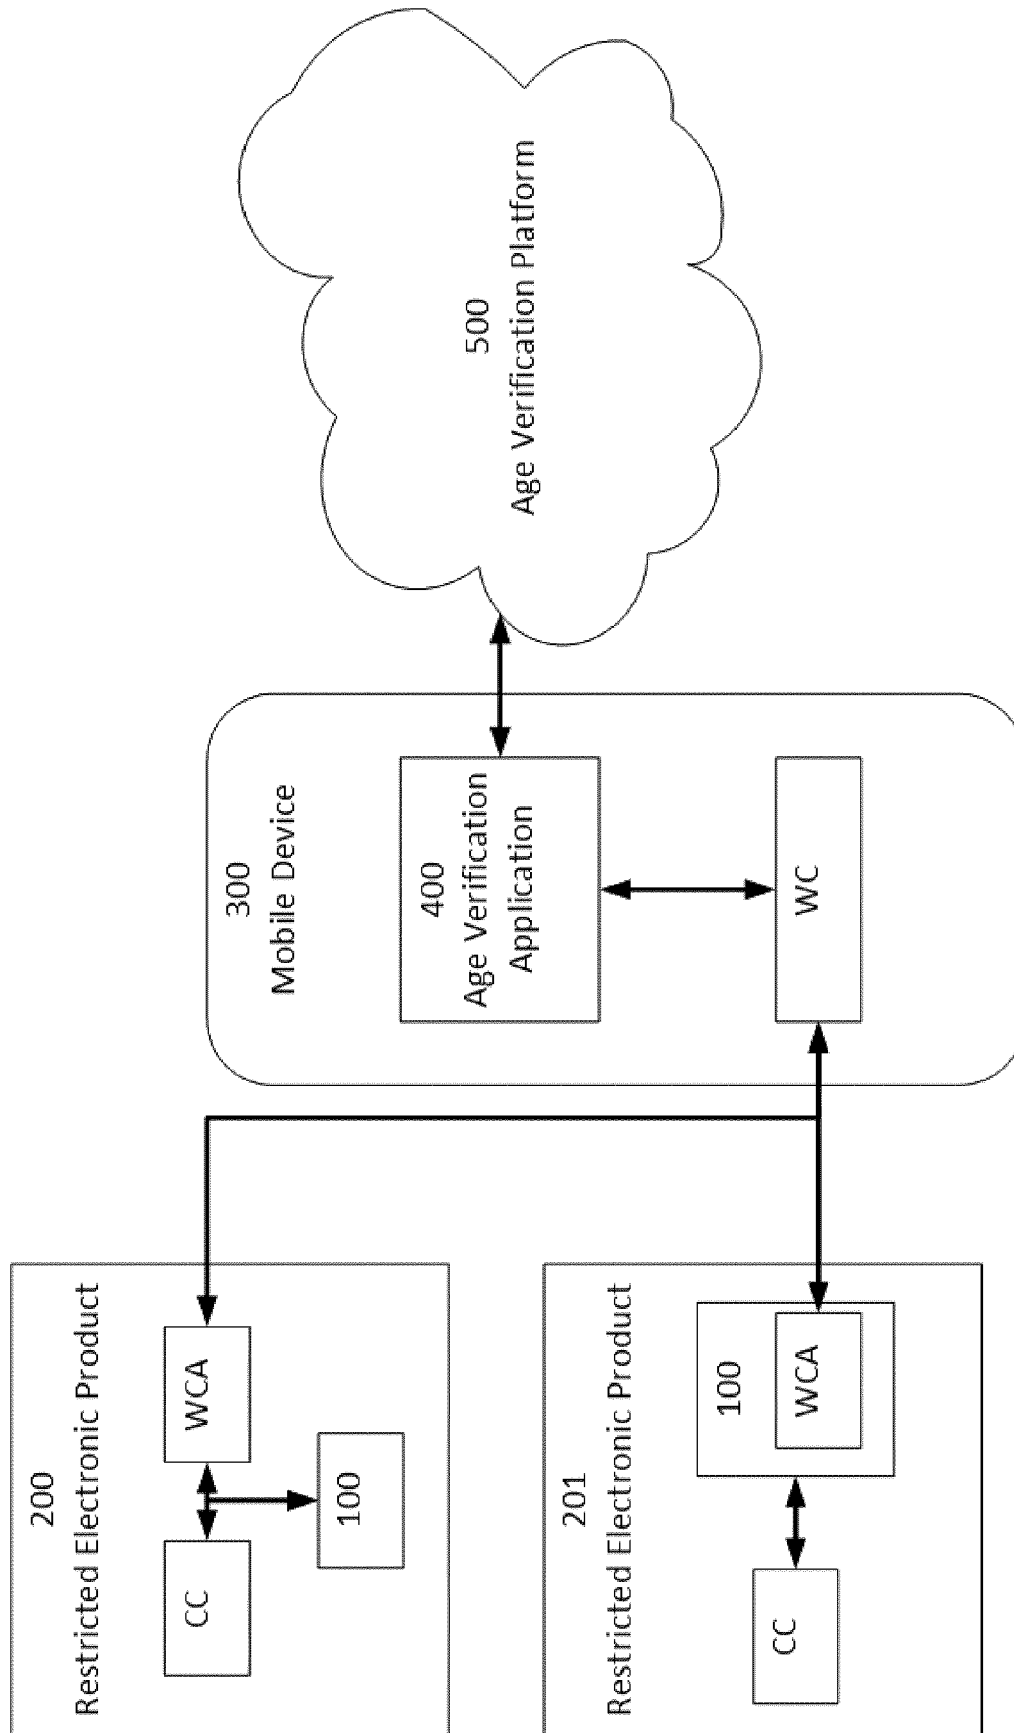 200
Restricted Electronic Product
CC
WCA
100
201
Restricted Electronic Product
CC
100
WCA
300
Mobile Device
400
Age Verification
Application
WC
500
Age Verification Platform